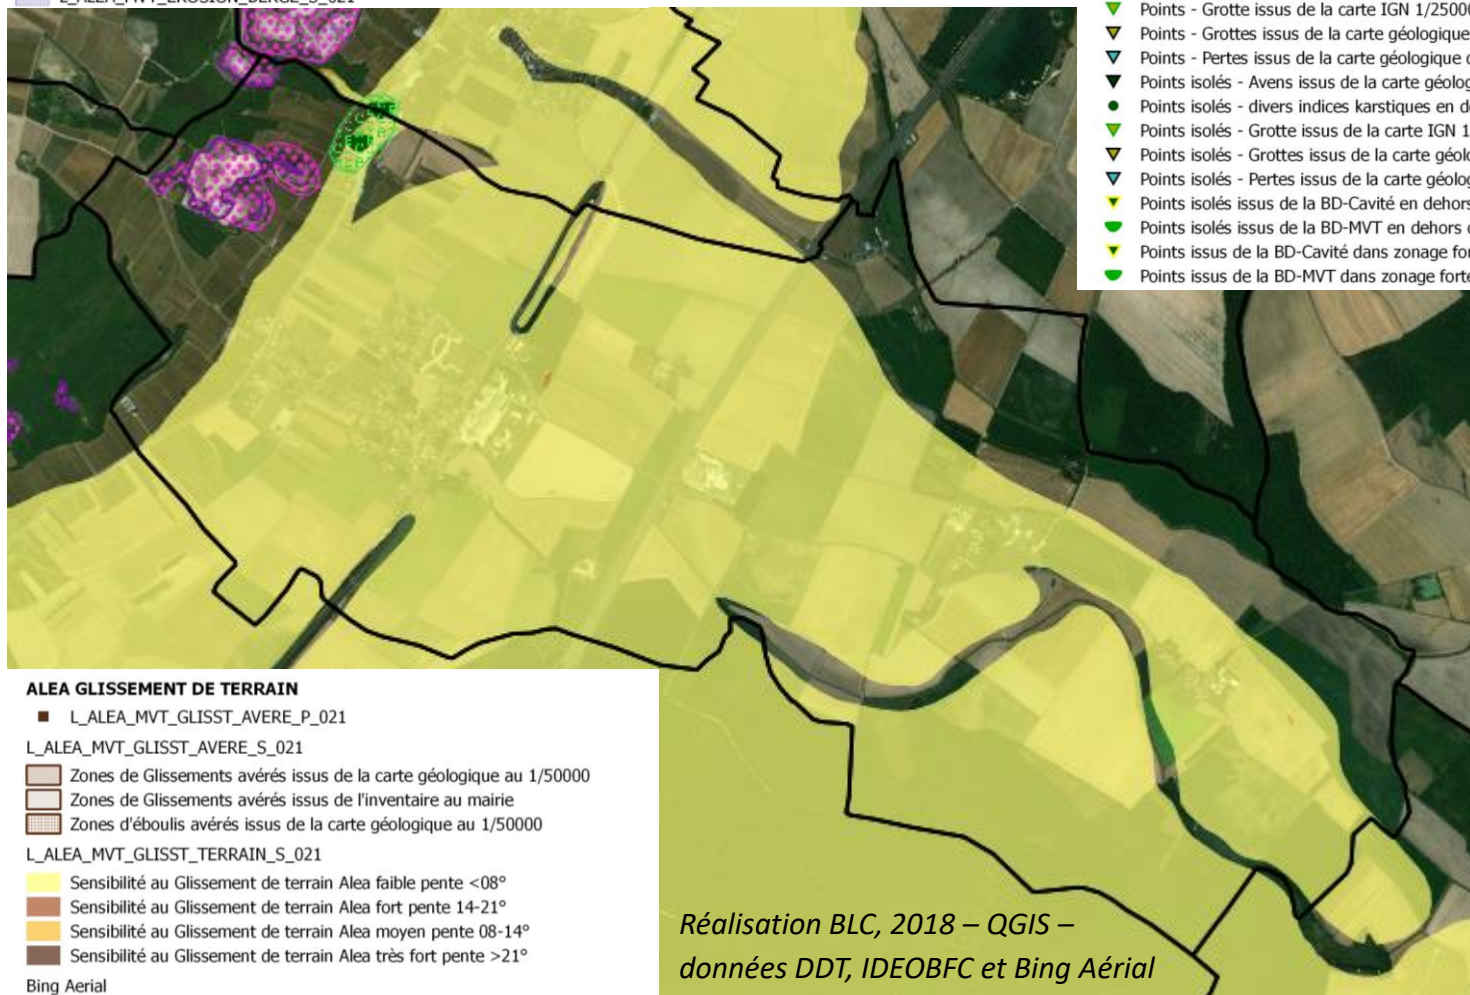 L_ALEA_MVT_EROSION_BERGE_S_021
Points - Grotte issus de la carte IGN 1/25000
Points - Grottes issus de la carte géologique
Points - Pertes issus de la carte géologique
Points isolés - Avens issus de la carte
Points isolés - divers indices karstiques en
Points isolés - Grotte issus de la carte IGN
Points isolés - Grottes issus de la carte
Points isolés - Pertes issus de la carte
Points isolés issus de la BD-Cavité en dehors
Points isolés issus de la BD-MVT en dehors
Points issus de la BD-Cavité dans zonage
Points issus de la BD-MVT dans zonage forte
ALEA GLISSEMENT DE TERRAIN
L_ALEA_MVT_GLISST_AVERE_P_021
L_ALEA_MVT_GLISST_AVERE_S_021
Zones de Glissements avérés issus de la carte géologique au 1/50000
Zones de Glissements avérés issus de l'inventaire au mairie
Zones d'éboulis avérés issus de la carte géologique au 1/50000
L_ALEA_MVT_GLISST_TERRAIN_S_021
Sensibilité au Glissement de terrain Alea faible pente <08°
Sensibilité au Glissement de terrain Alea fort pente 14-21°
Sensibilité au Glissement de terrain Alea moyen pente 08-14°
Sensibilité au Glissement de terrain Alea très fort pente >21°
Bing Aerial
Réalisation BLC, 2018 – QGIS –
données DDT, IDEOBFC et Bing Aérial